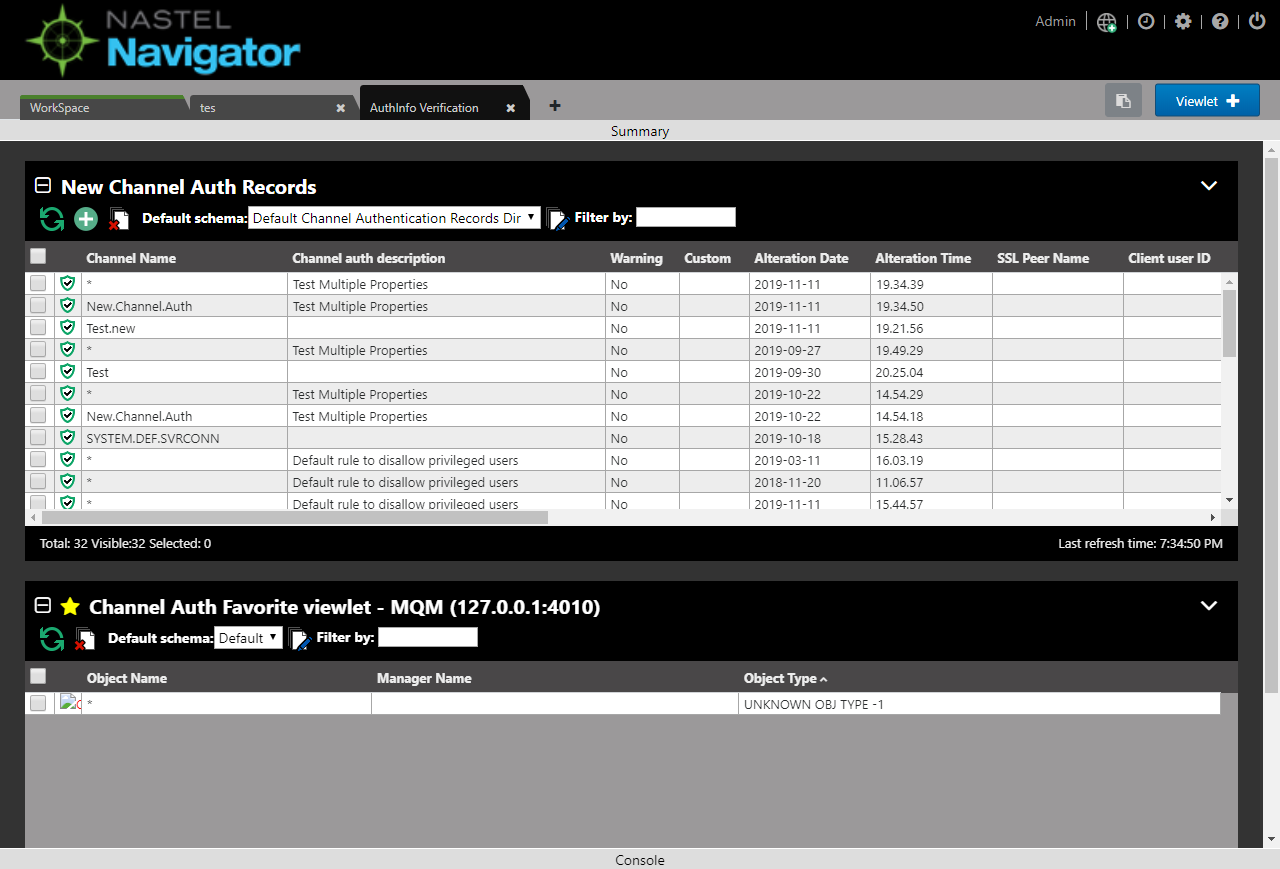 NASTEL
Navigator
Admin
WorkSpace tes AuthInfo Verification Viewlet
Summary
New Channel Auth Records
Default schema: Default Channel Authentication Records Dir Filter by:
Channel Name Channel auth description Warning Custom Alteration Date Alteration Time SSL Peer Name Client user ID
* Test Multiple Properties No 2019-11-11 19.34.39
New.Channel.Auth Test Multiple Properties No 2019-11-11 19.34.50
Test.new No 2019-11-11 19.21.56
* Test Multiple Properties No 2019-09-27 19.49.29
Test No 2019-09-30 20.25.04
* Test Multiple Properties No 2019-10-22 14.54.29
New.Channel.Auth Test Multiple Properties No 2019-10-22 14.54.18
SYSTEM.DEF.SVRCONN No 2019-10-18 15.28.43
* Default rule to disallow privileged users No 2019-03-11 16.03.19
* Default rule to disallow privileged users No 2018-11-20 11.06.57
* Default rule to disallow privileged users No 2019-11-11 15.44.57
Total: 32 Visible:32 Selected: 0 Last refresh time: 7:34:50 PM
Channel Auth Favorite viewlet - MQM (127.0.0.1:4010)
Default schema: Default Filter by:
Object Name Manager Name Object Type
* UNKNOWN OBJ TYPE -1
Console